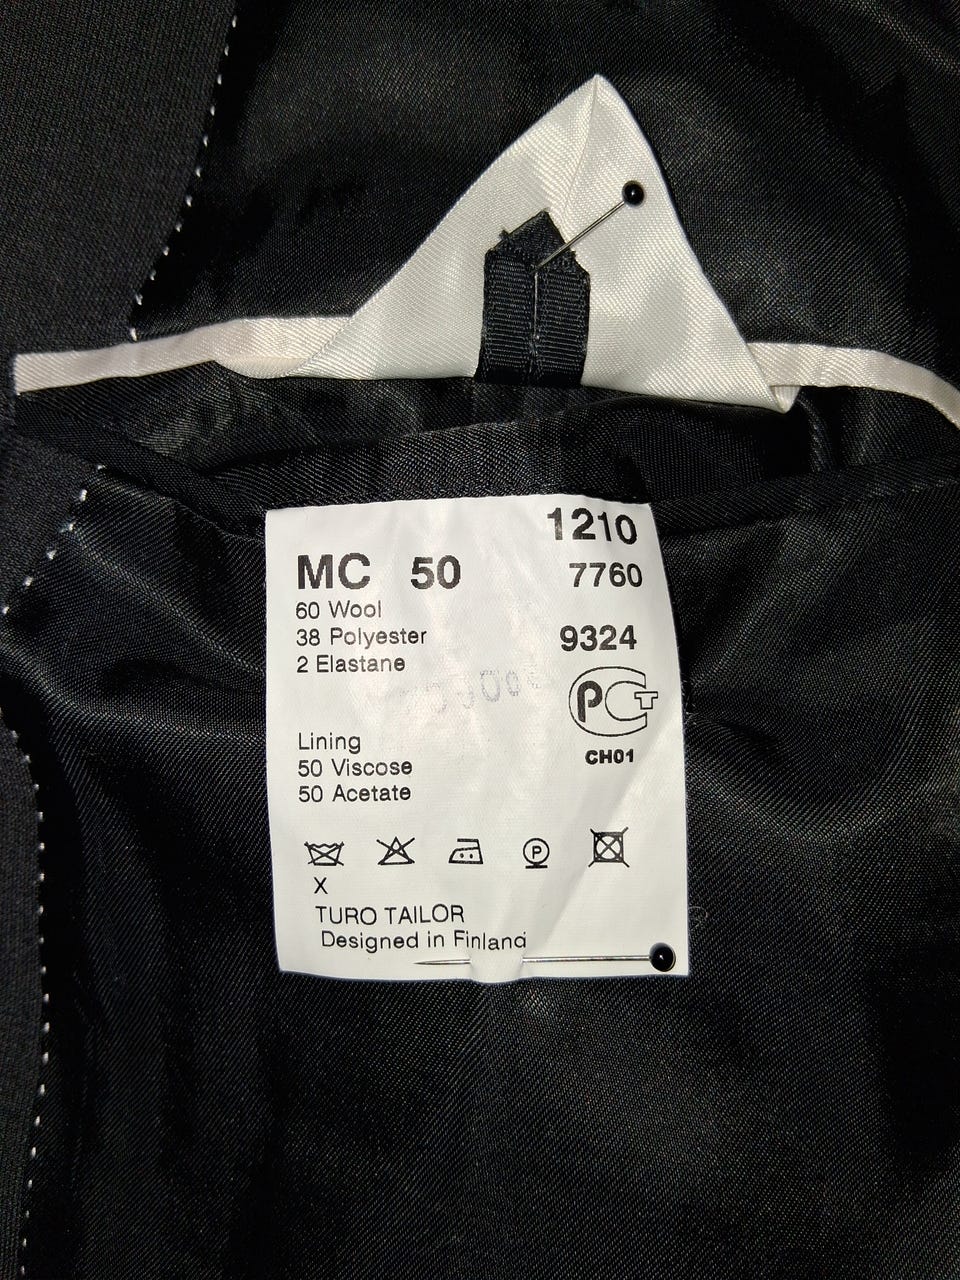 1210
MC 50
7760
60 Wool
38 Polyester
9324
2 Elastane
РСТ
CH01
Lining
50 Viscose
50 Acetate
P
X
TURO TAILOR
Designed in Finland